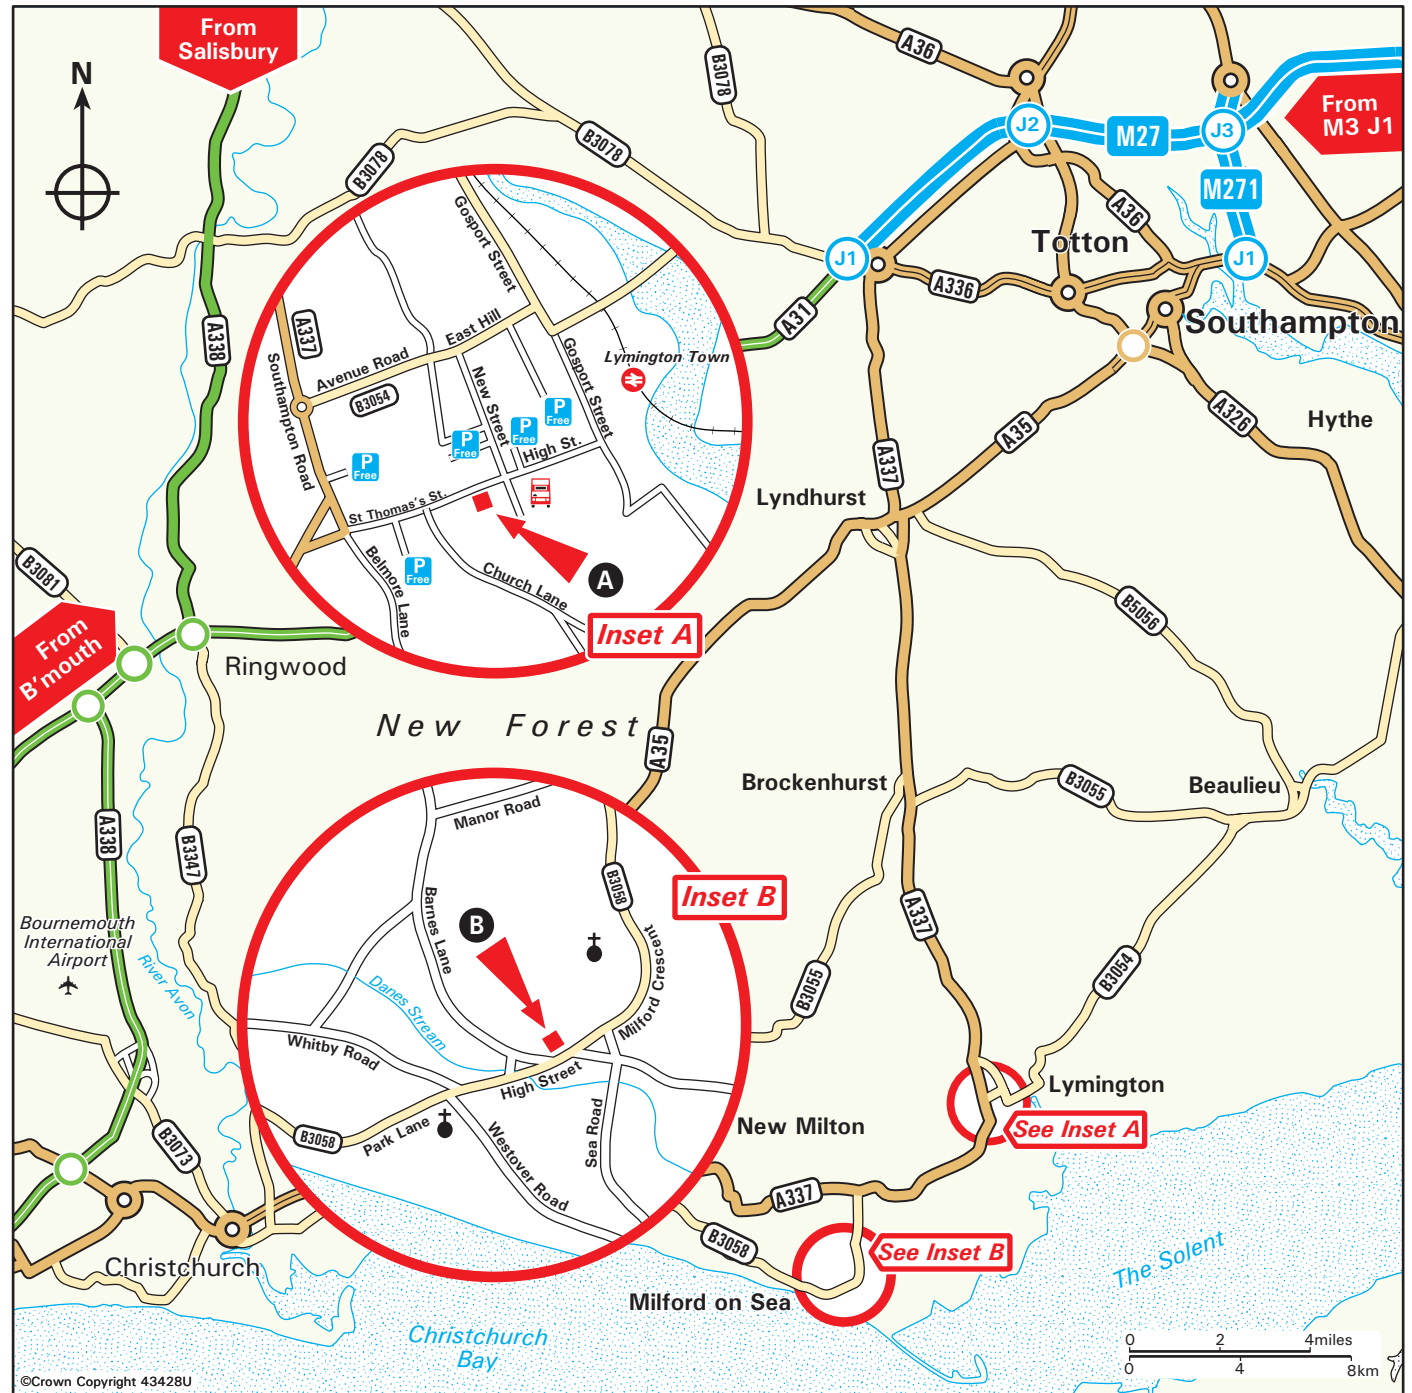 From
Salisbury
N
A36
B3078
B3078
B3078
From
M3 J1
J2
M27
J3
M271
A36
Totton
J1
J1
A336
A31
Southampton
A338
Gosport Street
A337
East Hill
Avenue Road
B3054
Southampton Road
New Street
Gosport Street
Lymington Town
P
Free
P
Free
P
Free
P
Free
P
Free
High St.
St Thomas's St.
Belmore Lane
Church Lane
A
Inset A
A326
Hythe
A35
A337
Lyndhurst
B3081
From
B'mouth
Ringwood
B5056
New Forest
A35
Brockenhurst
B3055
Beaulieu
A338
B3347
Manor Road
B3058
Inset B
Barnes Lane
B
Milford Crescent
Danes Stream
Whitby Road
High Street
B3058
Park Lane
Westover Road
Sea Road
A337
B3055
B3054
Bournemouth
International
Airport
River Avon
Lymington
See Inset A
New Milton
B3073
A337
B3058
See Inset B
Christchurch
Milford on Sea
The Solent
Christchurch
Bay
0 2 4miles
0 4 8km
©Crown Copyright 43428U